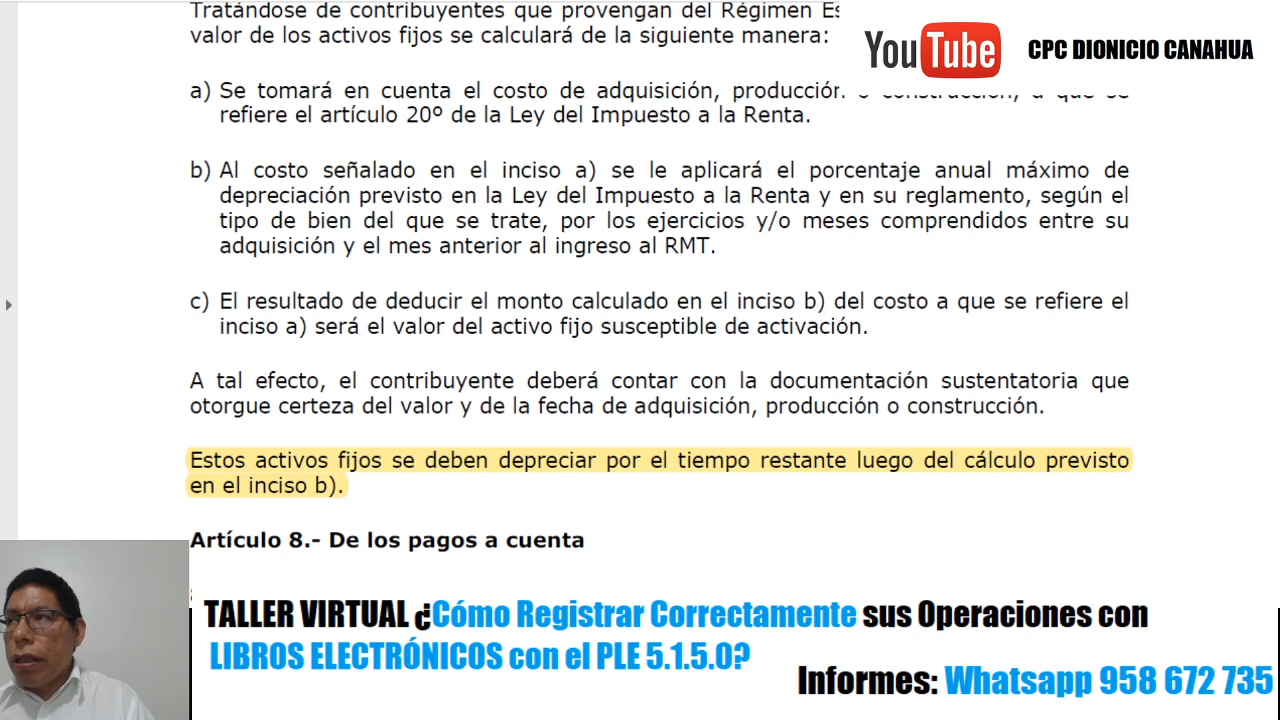 Tratándose de contribuyentes que provengan del Régimen
valor de los activos fijos se calculará de la siguiente manera:
YouTube
CPC DIONICIO CANAHUA
a) Se tomará en cuenta el costo de adquisición, producción o construcción, a que se
refiere el artículo 20º de la Ley del Impuesto a la Renta.
b) Al costo señalado en el inciso a) se le aplicará el porcentaje anual máximo de
depreciación previsto en la Ley del Impuesto a la Renta y en su reglamento, según el
tipo de bien del que se trate, por los ejercicios y/o meses comprendidos entre su
adquisición y el mes anterior al ingreso al RMT.
c) El resultado de deducir el monto calculado en el inciso b) del costo a que se refiere el
inciso a) será el valor del activo fijo susceptible de activación.
A tal efecto, el contribuyente deberá contar con la documentación sustentatoria que
otorgue certeza del valor y de la fecha de adquisición, producción o construcción.
Estos activos fijos se deben depreciar por el tiempo restante luego del cálculo previsto
en el inciso b).
Artículo 8.- De los pagos a cuenta
TALLER VIRTUAL ¿Cómo Registrar Correctamente sus Operaciones con
LIBROS ELECTRÓNICOS con el PLE 5.1.5.0?
Informes: Whatsapp 958 672 735